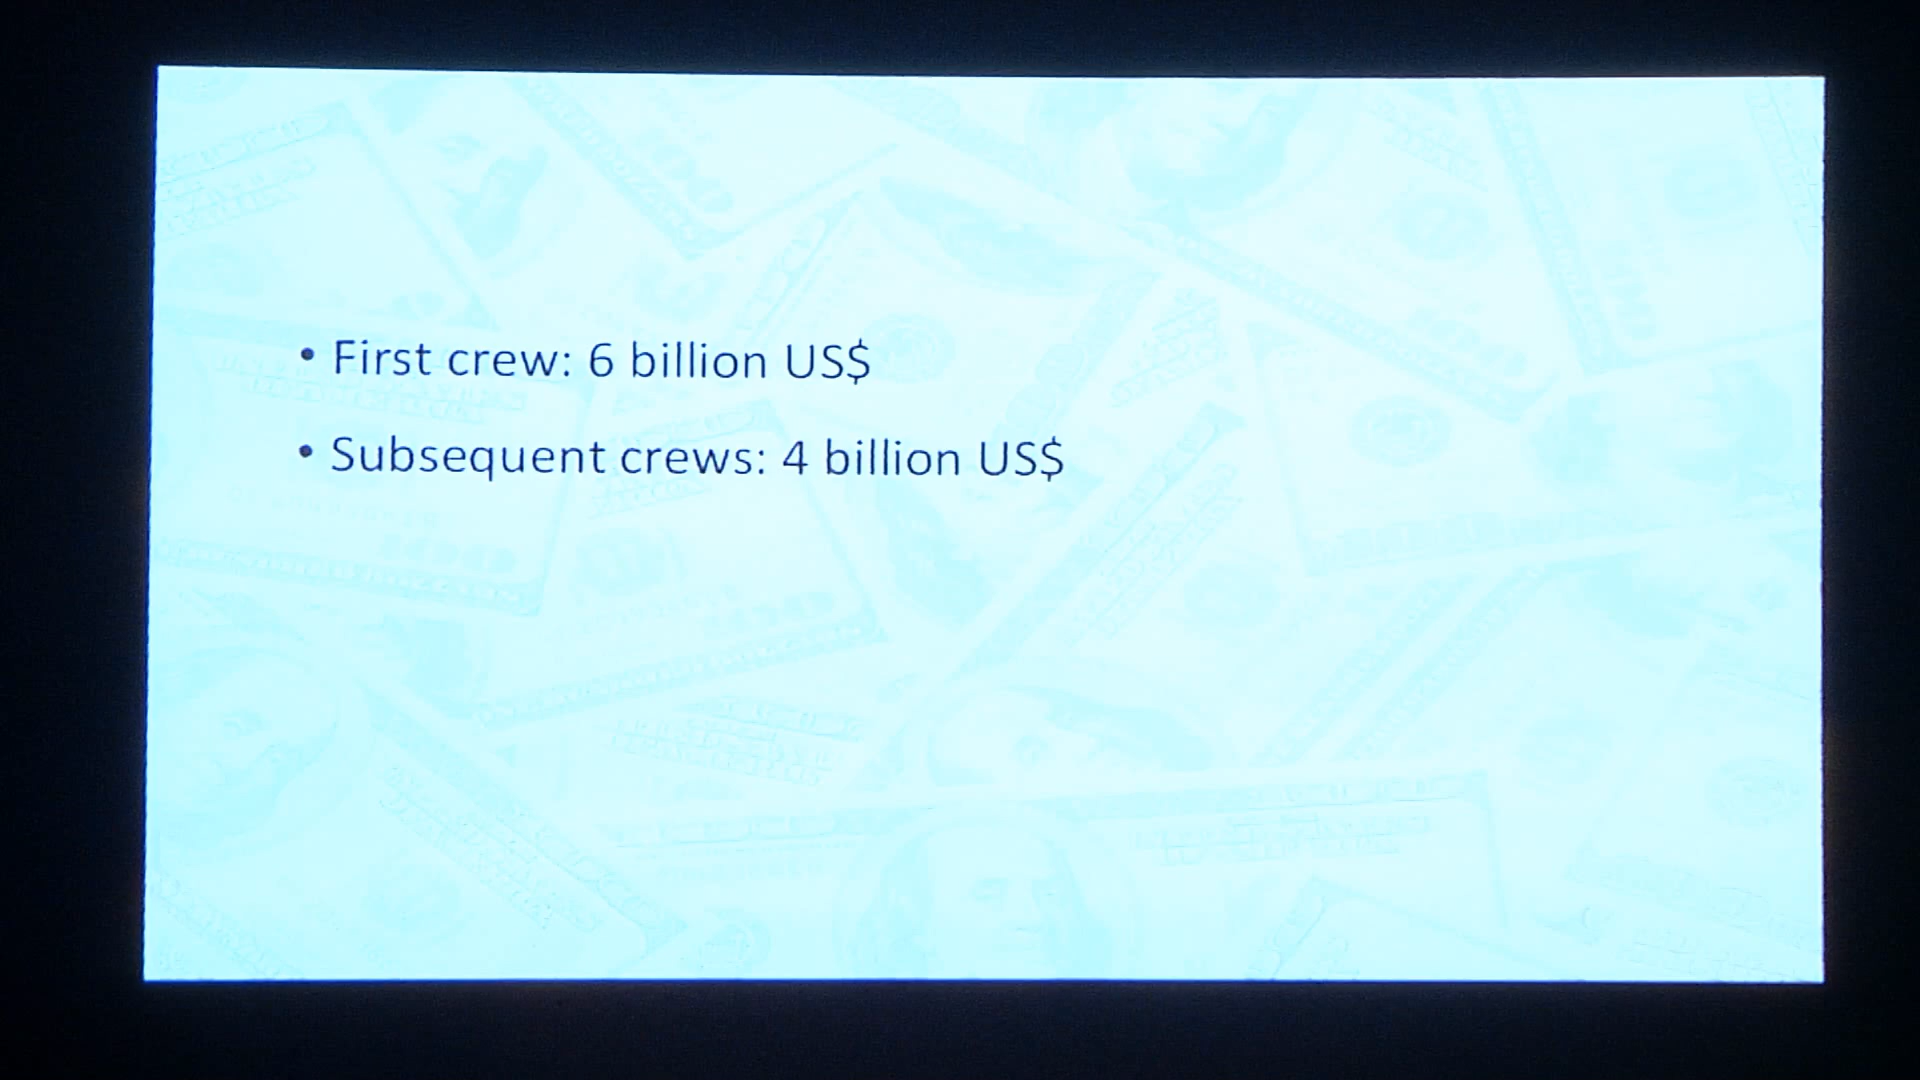 • First crew: 6 billion US$
• Subsequent crews: 4 billion US$